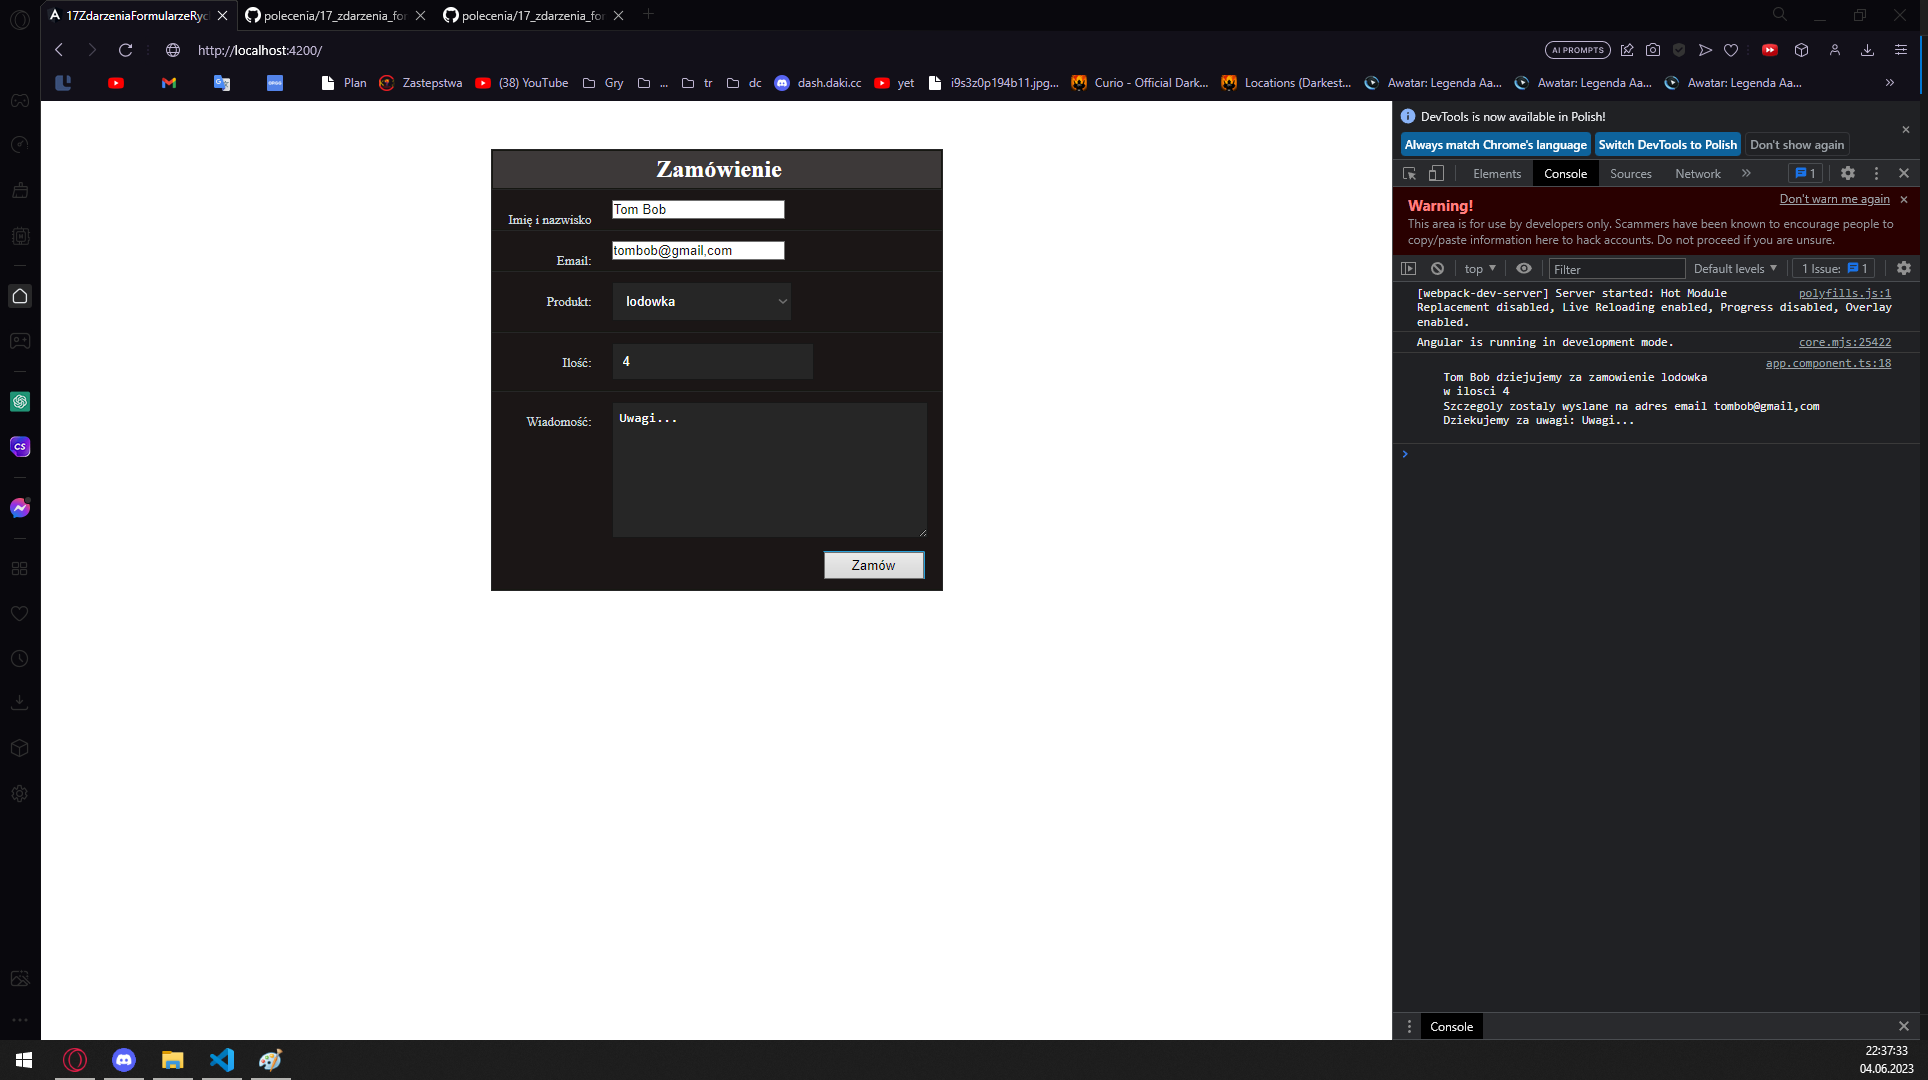 17ZdarzeniaFormularzeRyc
polecenia/17_zdarzenia_for
polecenia/17_zdarzenia_for
http://localhost:4200/
AI PROMPTS
Plan
Zastepstwa
(38) YouTube
Gry
...
tr
dc
dash.daki.cc
yet
i9s3z0p194b11.jpg...
Curio - Official Dark...
Locations (Darkest...
Awatar: Legenda Aa...
Awatar: Legenda Aa...
Awatar: Legenda Aa...
Zamówienie
Imię i nazwisko
Tom Bob
Email:
tombob@gmail,com
Produkt:
lodowka
Ilość:
4
Wiadomość:
Uwagi...
Zamów
DevTools is now available in Polish!
Always match Chrome's language
Switch DevTools to Polish
Don't show again
Elements
Console
Sources
Network
1
Warning!
Don't warn me again
This area is for use by developers only. Scammers have been known to encourage people to
copy/paste information here to hack accounts. Do not proceed if you are unsure.
top
Filter
Default levels
1 Issue:
1
[webpack-dev-server] Server started: Hot Module
polyfills.js:1
Replacement disabled, Live Reloading enabled, Progress disabled, Overlay
enabled.
Angular is running in development mode.
core.mjs:25422
app.component.ts:18
Tom Bob dziejujemy za zamowienie lodowka
w ilosci 4
Szczegoly zostaly wyslane na adres email tombob@gmail,com
Dziekujemy za uwagi: Uwagi...
Console
22:37:33
04.06.2023